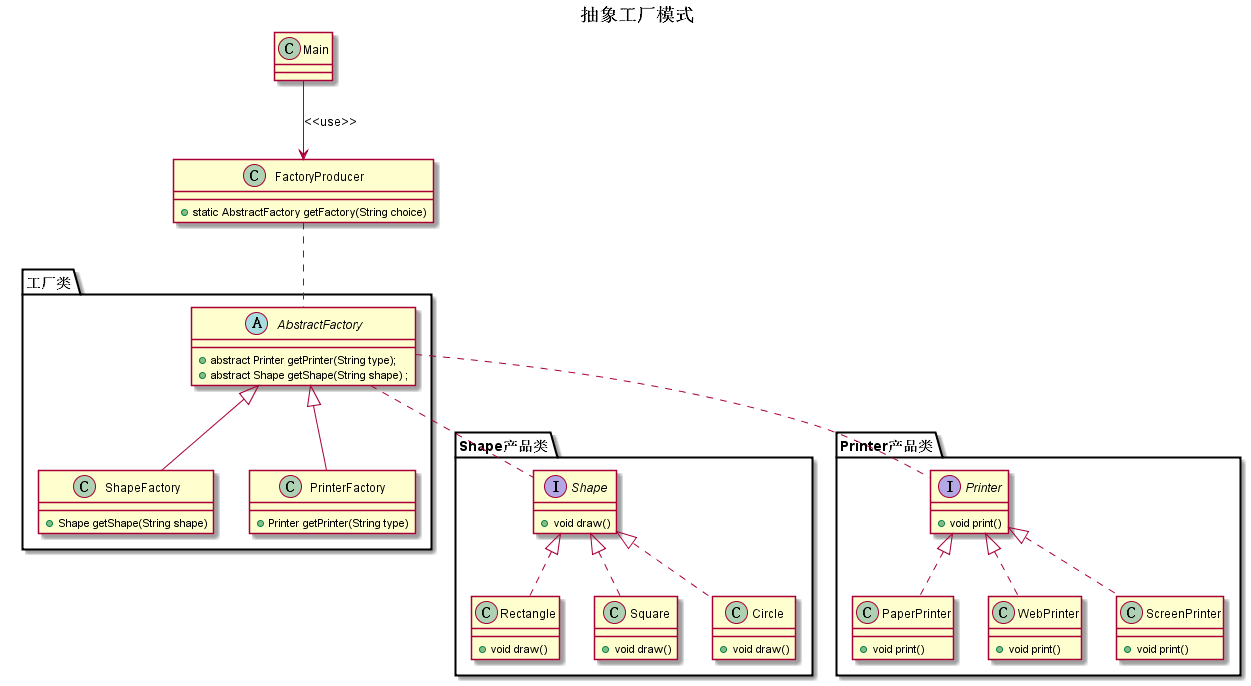 抽象工厂模式
C Main
<<use>>
C FactoryProducer
static AbstractFactory getFactory(String choice)
工厂类
A AbstractFactory
abstract Printer getPrinter(String type);
abstract Shape getShape(String shape) ;
C ShapeFactory
Shape getShape(String shape)
C PrinterFactory
Printer getPrinter(String type)
Shape产品类
I Shape
void draw()
C Rectangle
void draw()
C Square
void draw()
C Circle
void draw()
Printer产品类
I Printer
void print()
C PaperPrinter
void print()
C WebPrinter
void print()
C ScreenPrinter
void print()